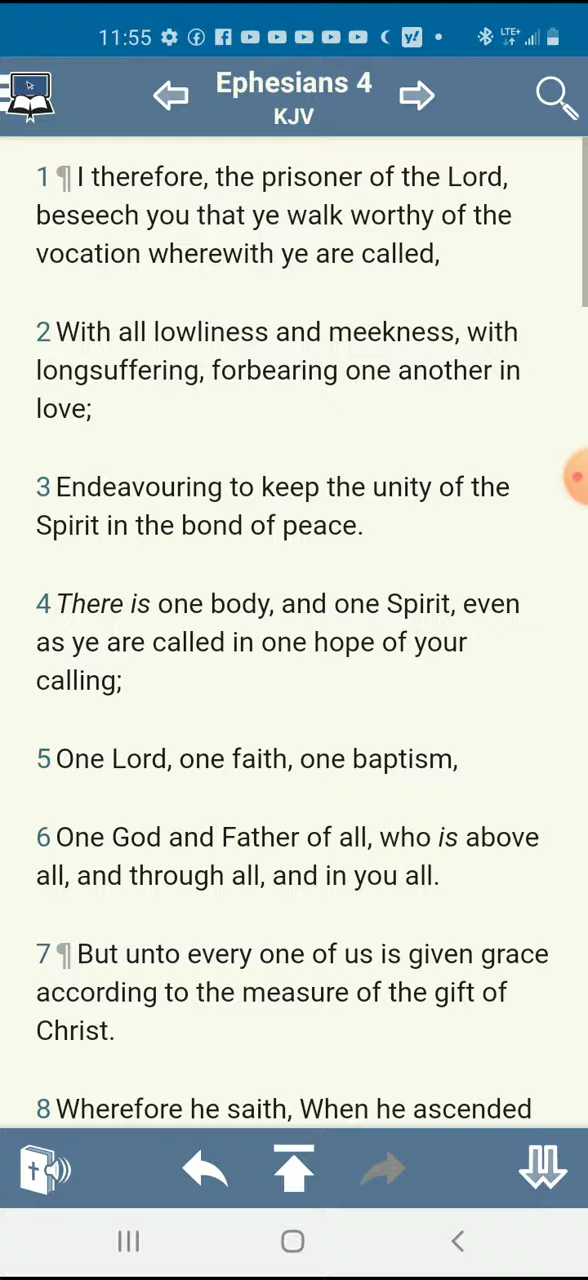 11:55
LTE+
Ephesians 4
KJV
1 ¶ I therefore, the prisoner of the Lord,
beseech you that ye walk worthy of the
vocation wherewith ye are called,
2 With all lowliness and meekness, with
longsuffering, forbearing one another in
love;
3 Endeavouring to keep the unity of the
Spirit in the bond of peace.
4 There is one body, and one Spirit, even
as ye are called in one hope of your
calling;
5 One Lord, one faith, one baptism,
6 One God and Father of all, who is above
all, and through all, and in you all.
7 ¶ But unto every one of us is given grace
according to the measure of the gift of
Christ.
8 Wherefore he saith, When he ascended